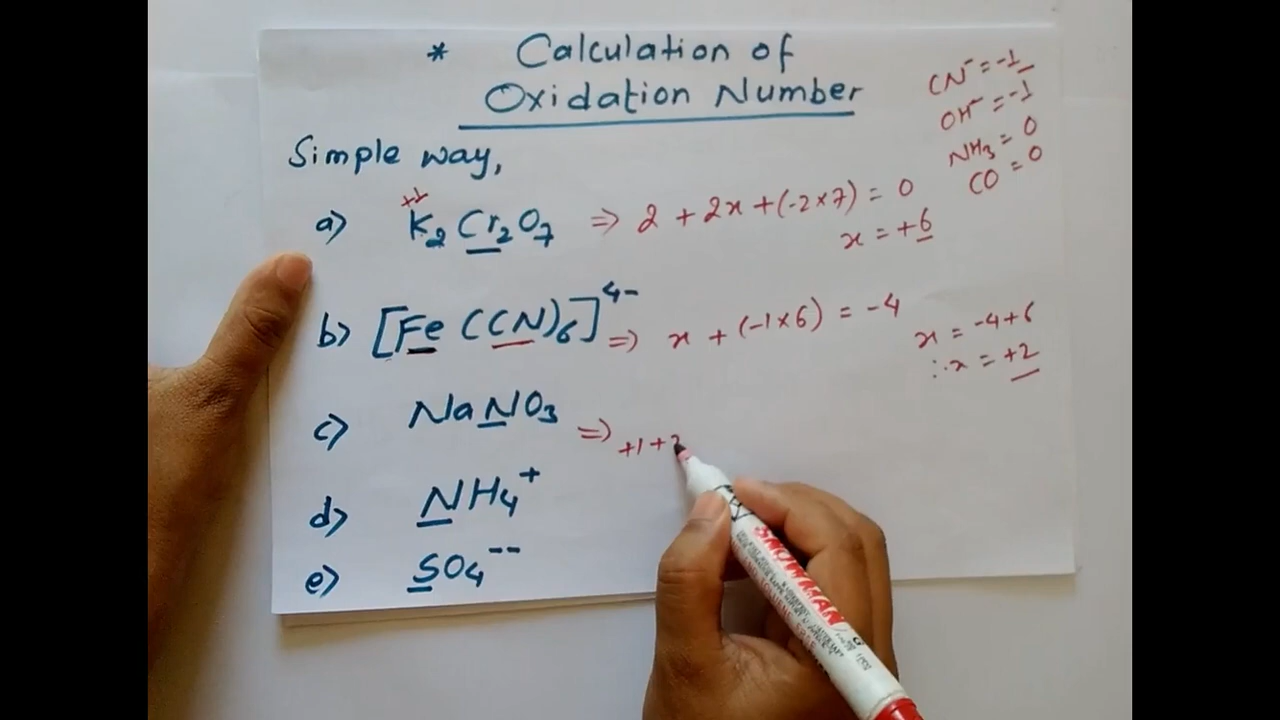 * Calculation of
Oxidation Number
CN⁻ = -1
OH⁻ = -1
NH₃ = 0
CO = 0
Simple way,
+1
a) K₂Cr₂O₇ ⇒ 2 + 2x + (-2×7) = 0
x = +6
b) [Fe (CN)₆]⁴⁻ ⇒ x + (-1×6) = -4
x = -4+6
∴x = +2
c) NaNO₃ ⇒ +1 +
d) NH₄⁺
e) SO₄⁻⁻
SNOWMAN